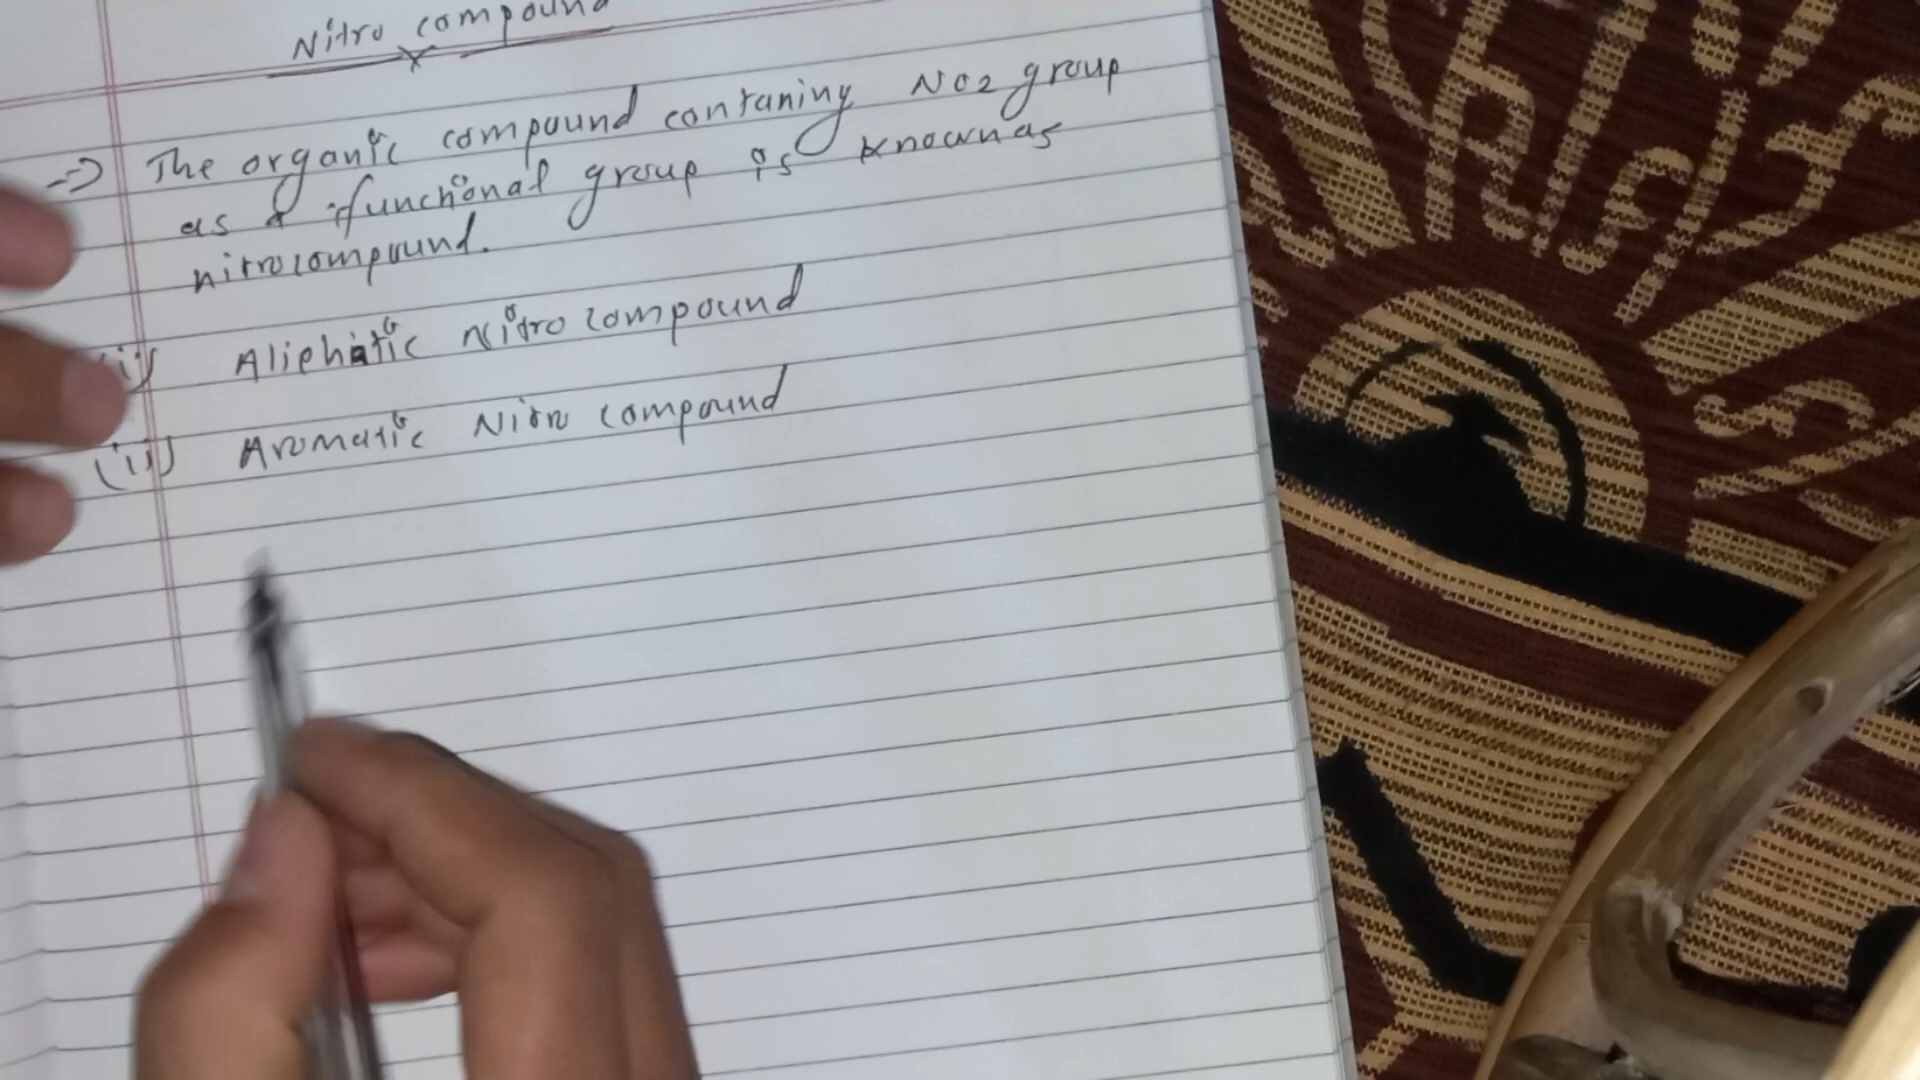 Nitro compound
=> The organic compound contaning NO2 group
as a functional group is known as
nitrocompound.
(i) Aliphatic Nitro compound
(ii) Aromatic Nitro compound